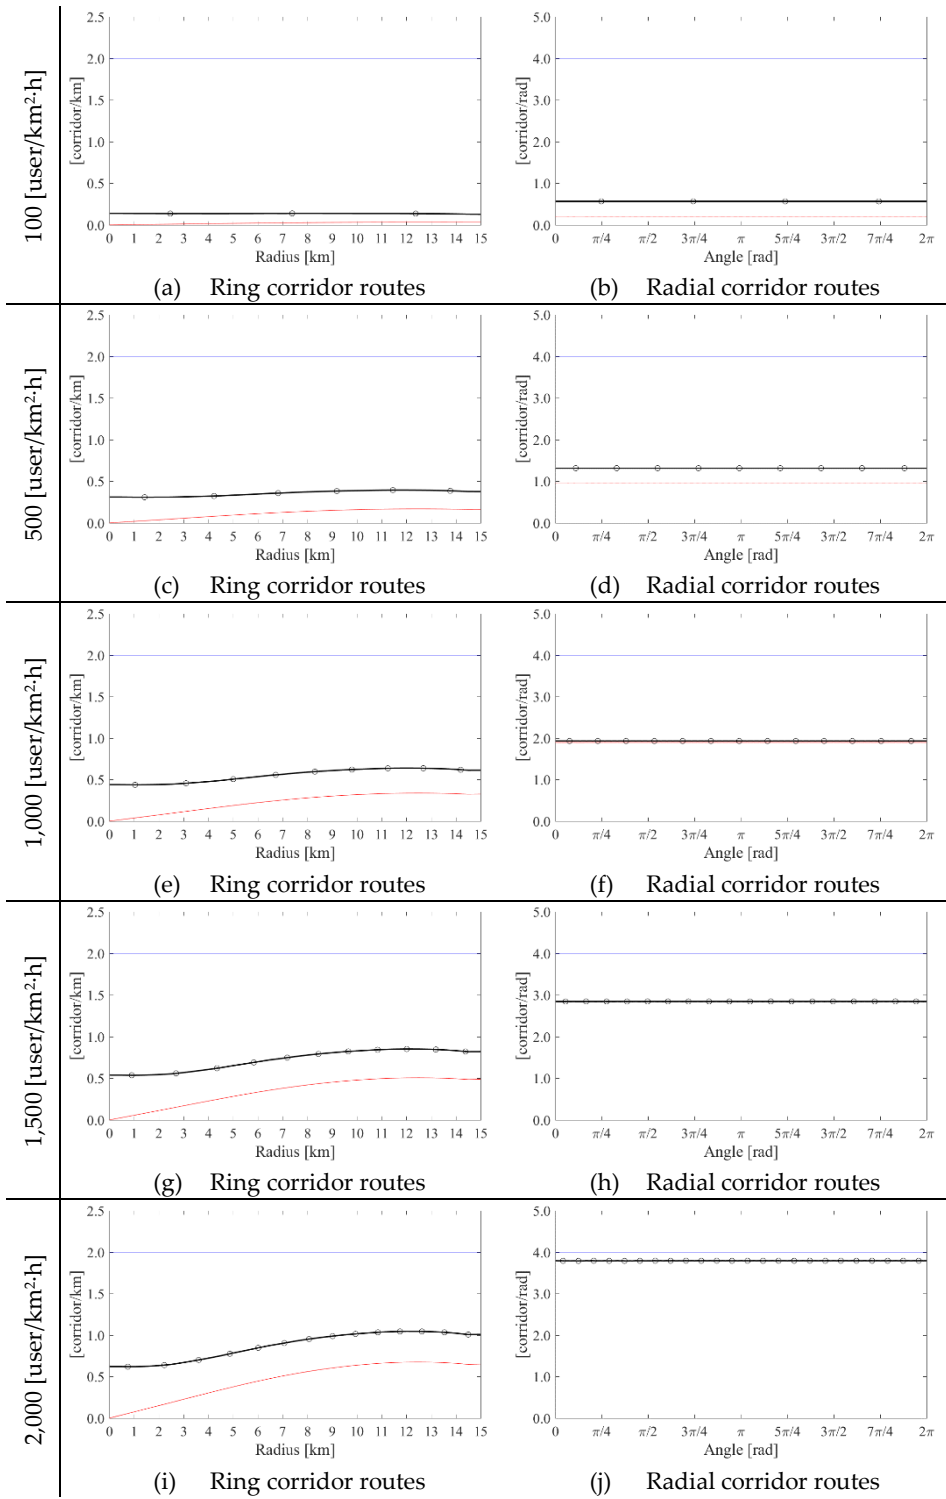 100 [user/km²·h]
[corridor/km]
2.5
2.0
1.5
1.0
0.5
0.0
0 1 2 3 4 5 6 7 8 9 10 11 12 13 14 15
Radius [km]
(a) Ring corridor routes
[corridor/rad]
5.0
4.0
3.0
2.0
1.0
0.0
0 π/4 π/2 3π/4 π 5π/4 3π/2 7π/4 2π
Angle [rad]
(b) Radial corridor routes
500 [user/km²·h]
[corridor/km]
2.5
2.0
1.5
1.0
0.5
0.0
0 1 2 3 4 5 6 7 8 9 10 11 12 13 14 15
Radius [km]
(c) Ring corridor routes
[corridor/rad]
5.0
4.0
3.0
2.0
1.0
0.0
0 π/4 π/2 3π/4 π 5π/4 3π/2 7π/4 2π
Angle [rad]
(d) Radial corridor routes
1,000 [user/km²·h]
[corridor/km]
2.5
2.0
1.5
1.0
0.5
0.0
0 1 2 3 4 5 6 7 8 9 10 11 12 13 14 15
Radius [km]
(e) Ring corridor routes
[corridor/rad]
5.0
4.0
3.0
2.0
1.0
0.0
0 π/4 π/2 3π/4 π 5π/4 3π/2 7π/4 2π
Angle [rad]
(f) Radial corridor routes
1,500 [user/km²·h]
[corridor/km]
2.5
2.0
1.5
1.0
0.5
0.0
0 1 2 3 4 5 6 7 8 9 10 11 12 13 14 15
Radius [km]
(g) Ring corridor routes
[corridor/rad]
5.0
4.0
3.0
2.0
1.0
0.0
0 π/4 π/2 3π/4 π 5π/4 3π/2 7π/4 2π
Angle [rad]
(h) Radial corridor routes
2,000 [user/km²·h]
[corridor/km]
2.5
2.0
1.5
1.0
0.5
0.0
0 1 2 3 4 5 6 7 8 9 10 11 12 13 14 15
Radius [km]
(i) Ring corridor routes
[corridor/rad]
5.0
4.0
3.0
2.0
1.0
0.0
0 π/4 π/2 3π/4 π 5π/4 3π/2 7π/4 2π
Angle [rad]
(j) Radial corridor routes